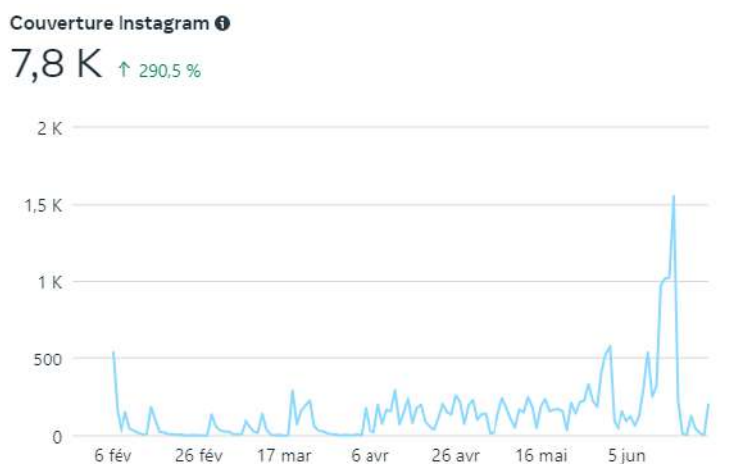 Couverture Instagram
7,8 K ↑ 290,5 %
2 K
1,5 K
1 K
500
0
6 fév 26 fév 17 mar 6 avr 26 avr 16 mai 5 jun